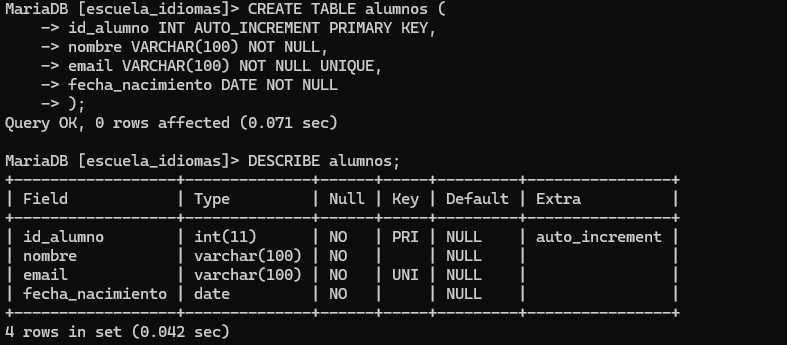 MariaDB [escuela_idiomas]> CREATE TABLE alumnos (
    -> id_alumno INT AUTO_INCREMENT PRIMARY KEY,
    -> nombre VARCHAR(100) NOT NULL,
    -> email VARCHAR(100) NOT NULL UNIQUE,
    -> fecha_nacimiento DATE NOT NULL
    -> );
Query OK, 0 rows affected (0.071 sec)

MariaDB [escuela_idiomas]> DESCRIBE alumnos;
+------------------+--------------+------+-----+---------+----------------+
| Field            | Type         | Null | Key | Default | Extra          |
+------------------+--------------+------+-----+---------+----------------+
| id_alumno        | int(11)      | NO   | PRI | NULL    | auto_increment |
| nombre           | varchar(100) | NO   |     | NULL    |                |
| email            | varchar(100) | NO   | UNI | NULL    |                |
| fecha_nacimiento | date         | NO   |     | NULL    |                |
+------------------+--------------+------+-----+---------+----------------+
4 rows in set (0.042 sec)